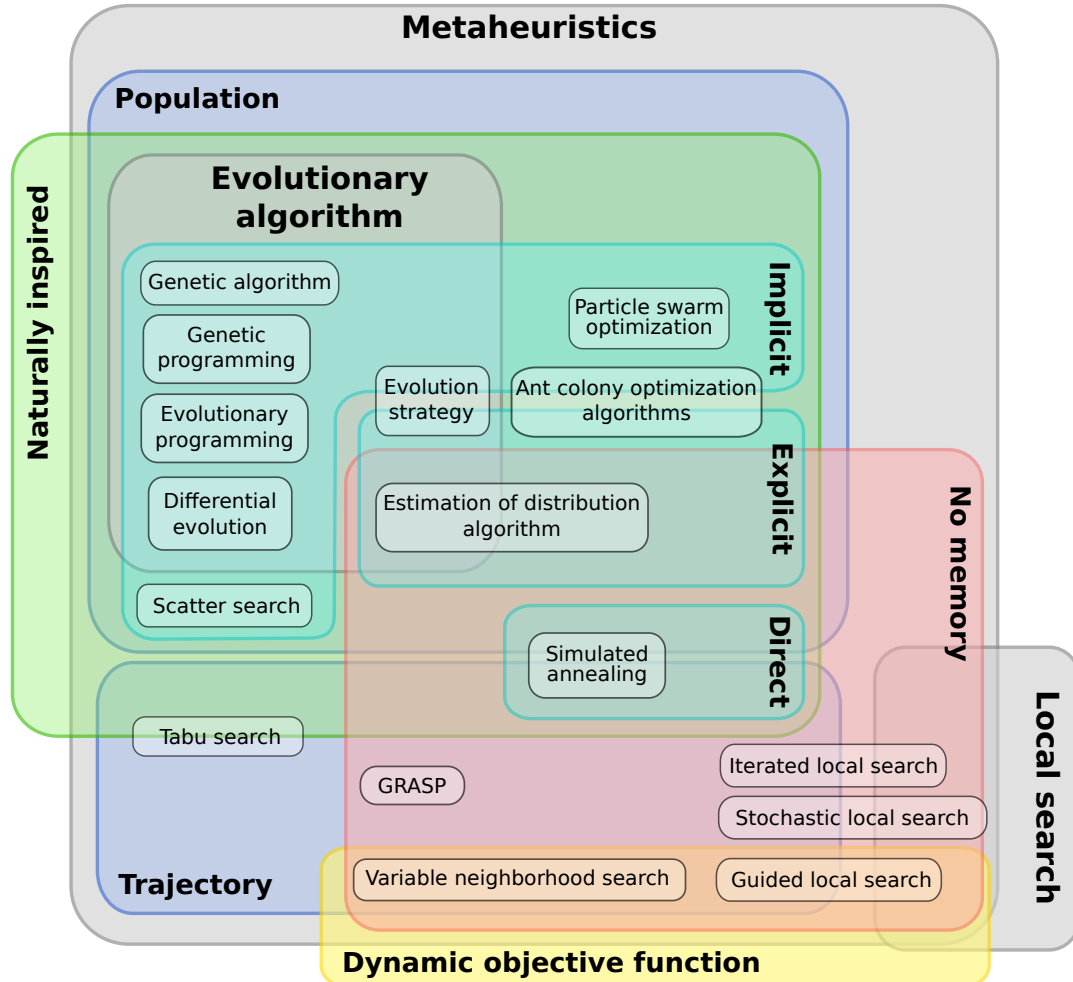 Metaheuristics
Population
Naturally inspired
Evolutionary
algorithm
Implicit
Genetic algorithm
Particle swarm
optimization
Genetic
programming
Evolution
strategy
Ant colony optimization
algorithms
Evolutionary
programming
Explicit
Differential
evolution
Estimation of distribution
algorithm
No memory
Scatter search
Direct
Simulated
annealing
Local search
Tabu search
GRASP
Iterated local search
Stochastic local search
Trajectory
Variable neighborhood search
Guided local search
Dynamic objective function